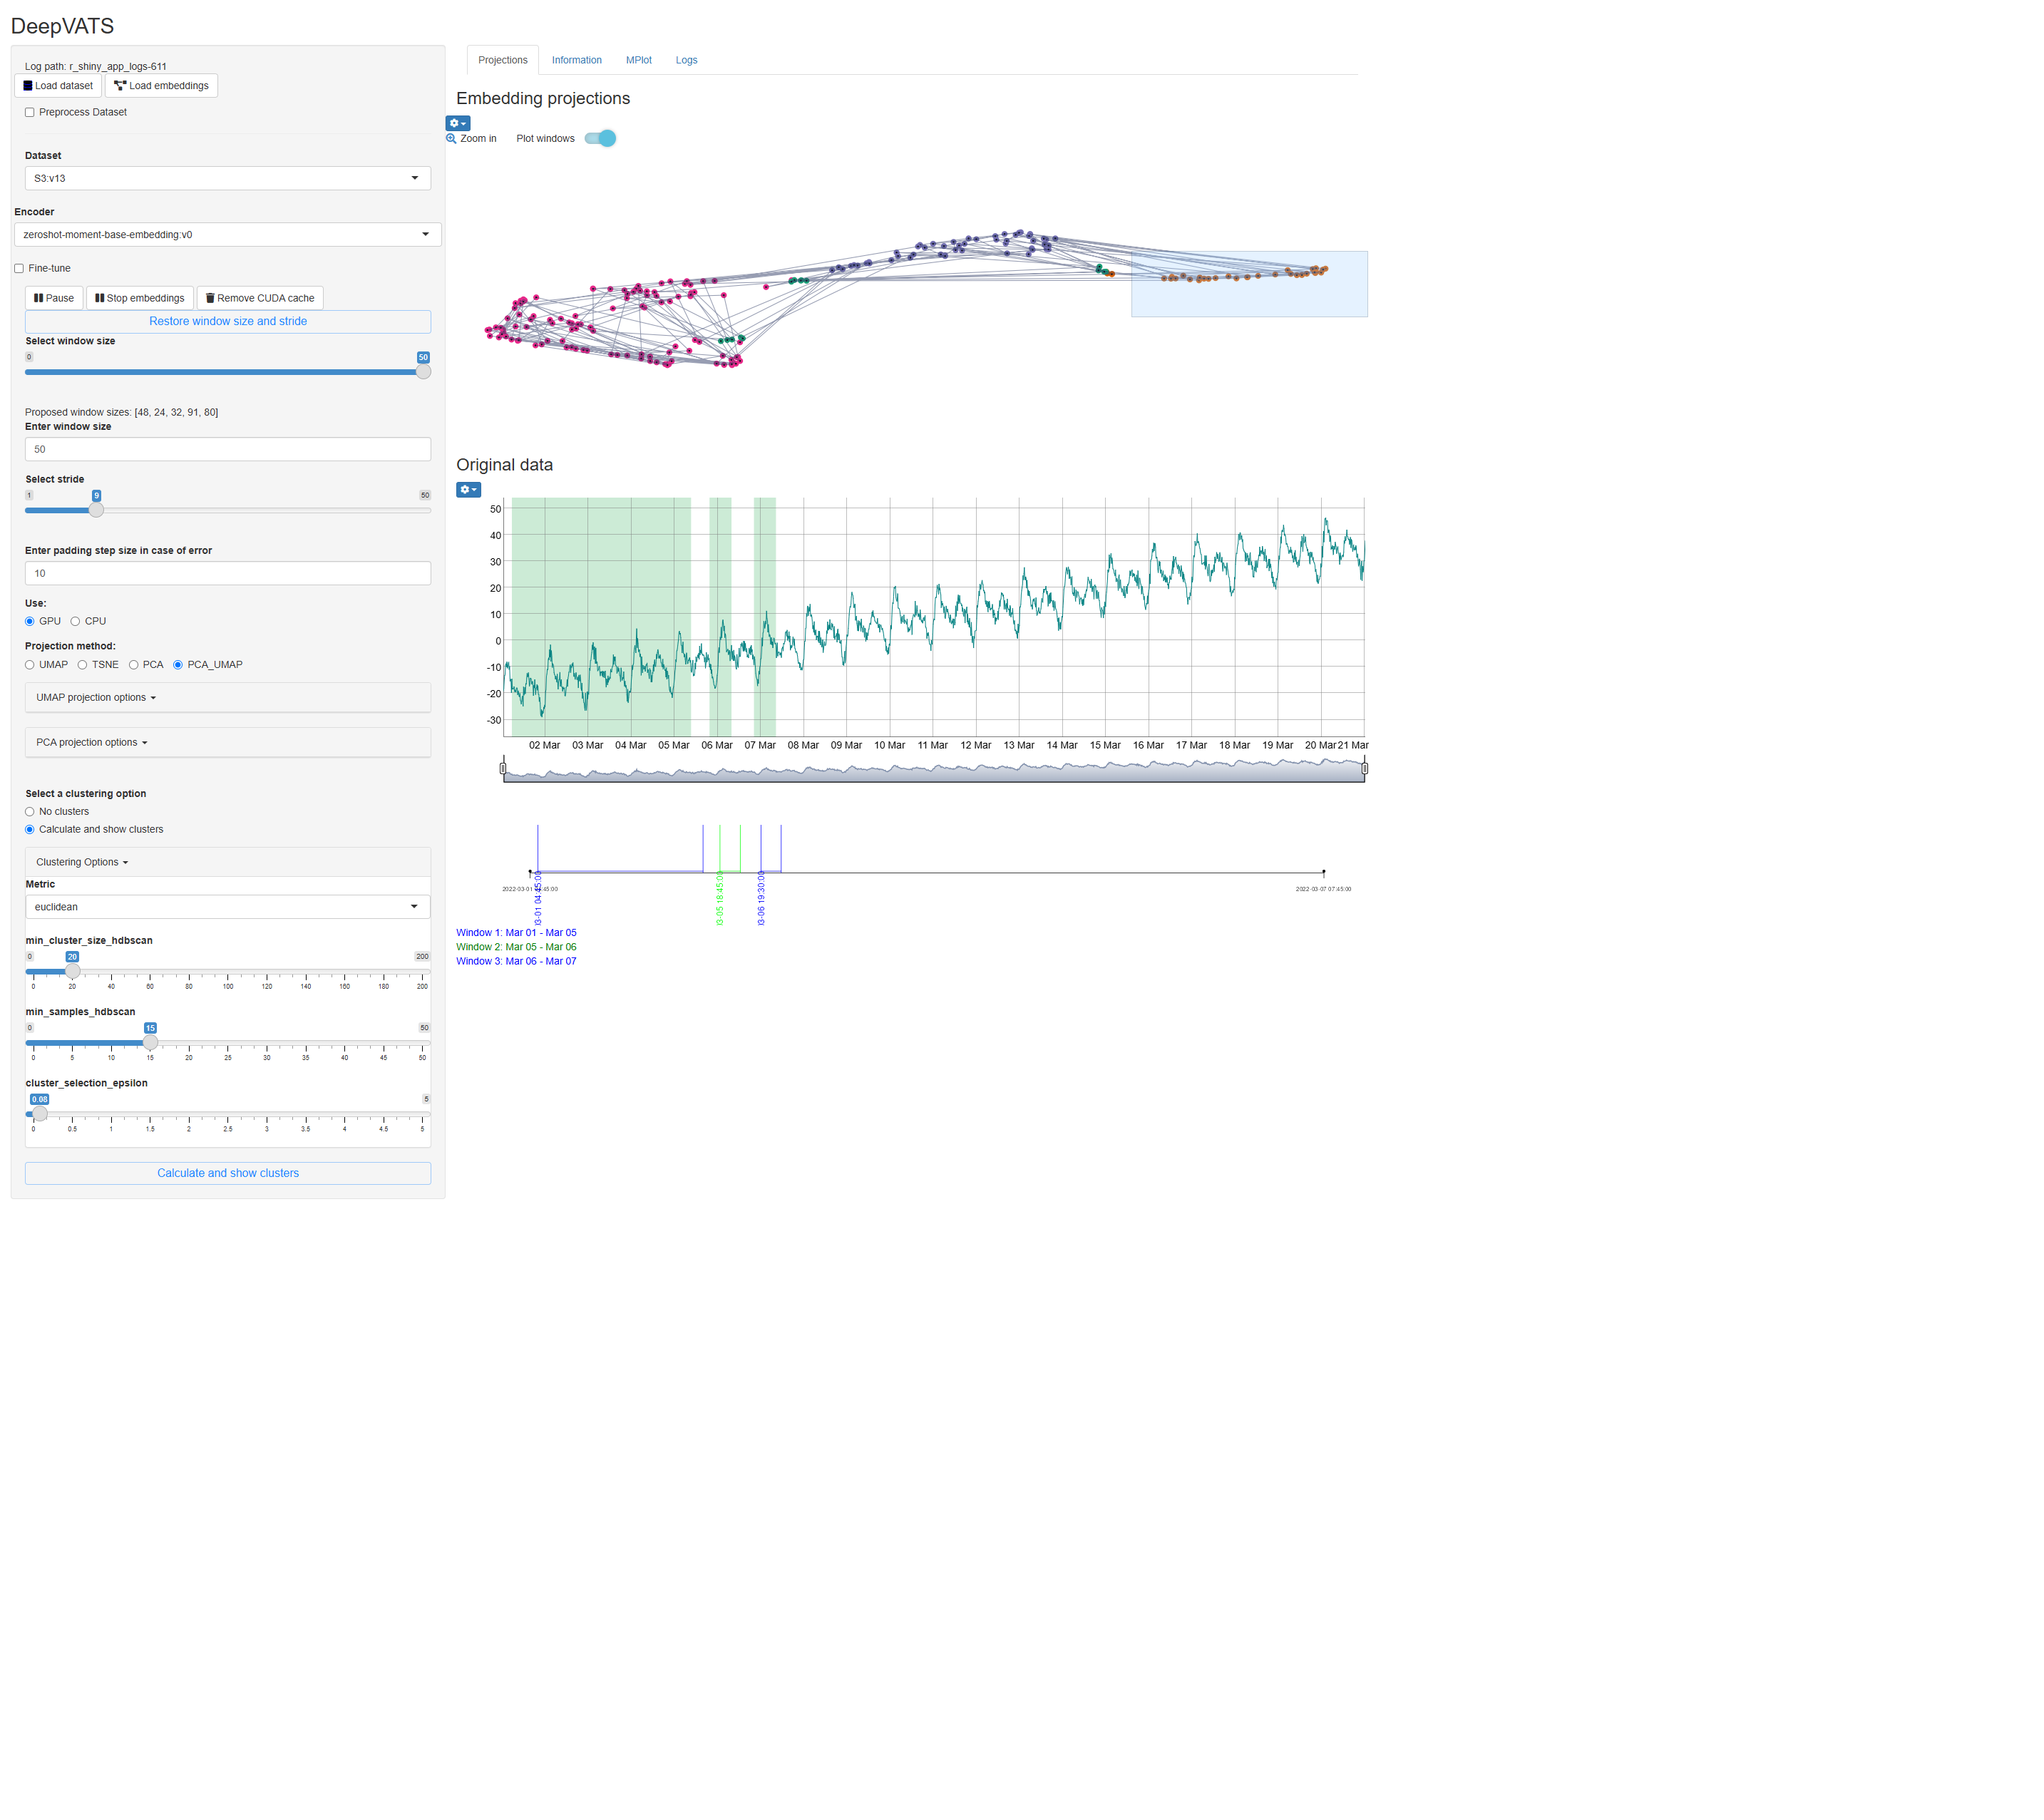 DeepVATS
Log path: r_shiny_app_logs-611
Load dataset
Load embeddings
Preprocess Dataset
Dataset
S3:v13
Encoder
zeroshot-moment-base-embedding:v0
Fine-tune
Pause
Stop embeddings
Remove CUDA cache
Restore window size and stride
Select window size
0
50
Proposed window sizes: [48, 24, 32, 91, 80]
Enter window size
50
Select stride
1
9
50
Enter padding step size in case of error
10
Use:
GPU CPU
Projection method:
UMAP TSNE PCA PCA_UMAP
UMAP projection options
PCA projection options
Select a clustering option
No clusters
Calculate and show clusters
Clustering Options
Metric
euclidean
min_cluster_size_hdbscan
0 20 200
0 20 40 60 80 100 120 140 160 180 200
min_samples_hdbscan
0 15 50
0 5 10 15 20 25 30 35 40 45 50
cluster_selection_epsilon
0.08 5
0 0.5 1 1.5 2 2.5 3 3.5 4 4.5 5
Calculate and show clusters
Projections Information MPlot Logs
Embedding projections
Zoom in Plot windows
Original data
50
40
30
20
10
0
-10
-20
-30
02 Mar 03 Mar 04 Mar 05 Mar 06 Mar 07 Mar 08 Mar 09 Mar 10 Mar 11 Mar 12 Mar 13 Mar 14 Mar 15 Mar 16 Mar 17 Mar 18 Mar 19 Mar 20 Mar 21 Mar
2022-03-01
45:00
2022-03-07 07:45:00
3-01 04:45:00
3-05 18:45:00
3-06 19:30:00
Window 1: Mar 01 - Mar 05
Window 2: Mar 05 - Mar 06
Window 3: Mar 06 - Mar 07